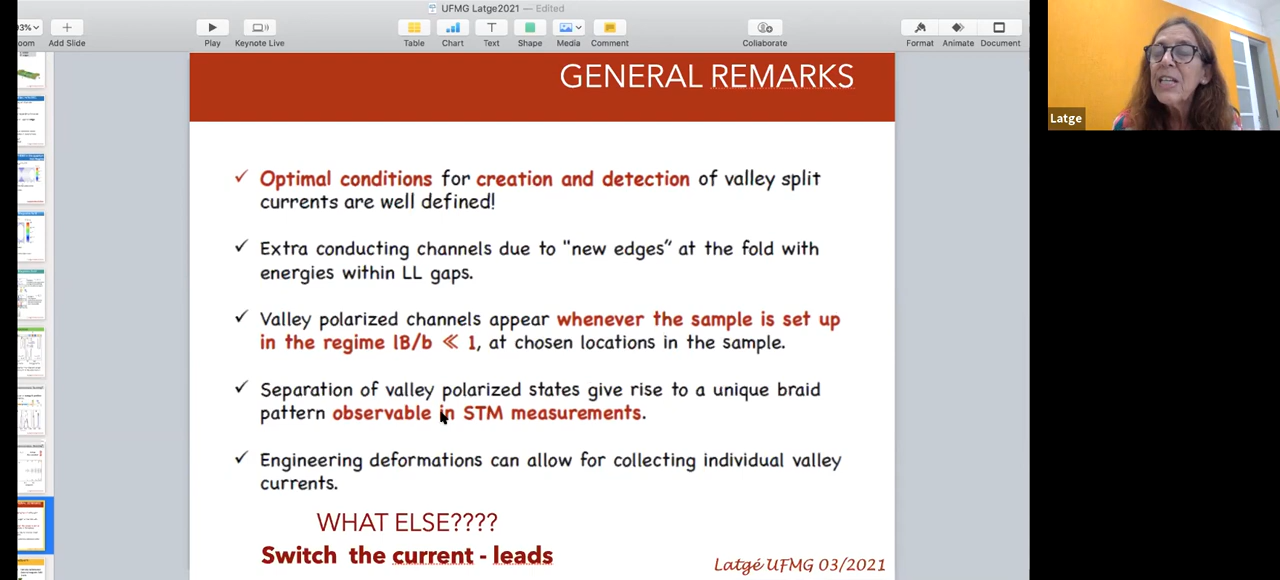 UFMG Latge2021 — Edited
93%
oom
Add Slide
Play
Keynote Live
Table
Chart
Text
Shape
Media
Comment
Collaborate
Format
Animate
Document
Latge
GENERAL REMARKS
✓ Optimal conditions for creation and detection of valley split
currents are well defined!
✓ Extra conducting channels due to "new edges“ at the fold with
energies within LL gaps.
✓ Valley polarized channels appear whenever the sample is set up
in the regime lB/b ≪ 1, at chosen locations in the sample.
✓ Separation of valley polarized states give rise to a unique braid
pattern observable in STM measurements.
✓ Engineering deformations can allow for collecting individual valley
currents.
WHAT ELSE????
Switch the current - leads
Latgé UFMG 03/2021